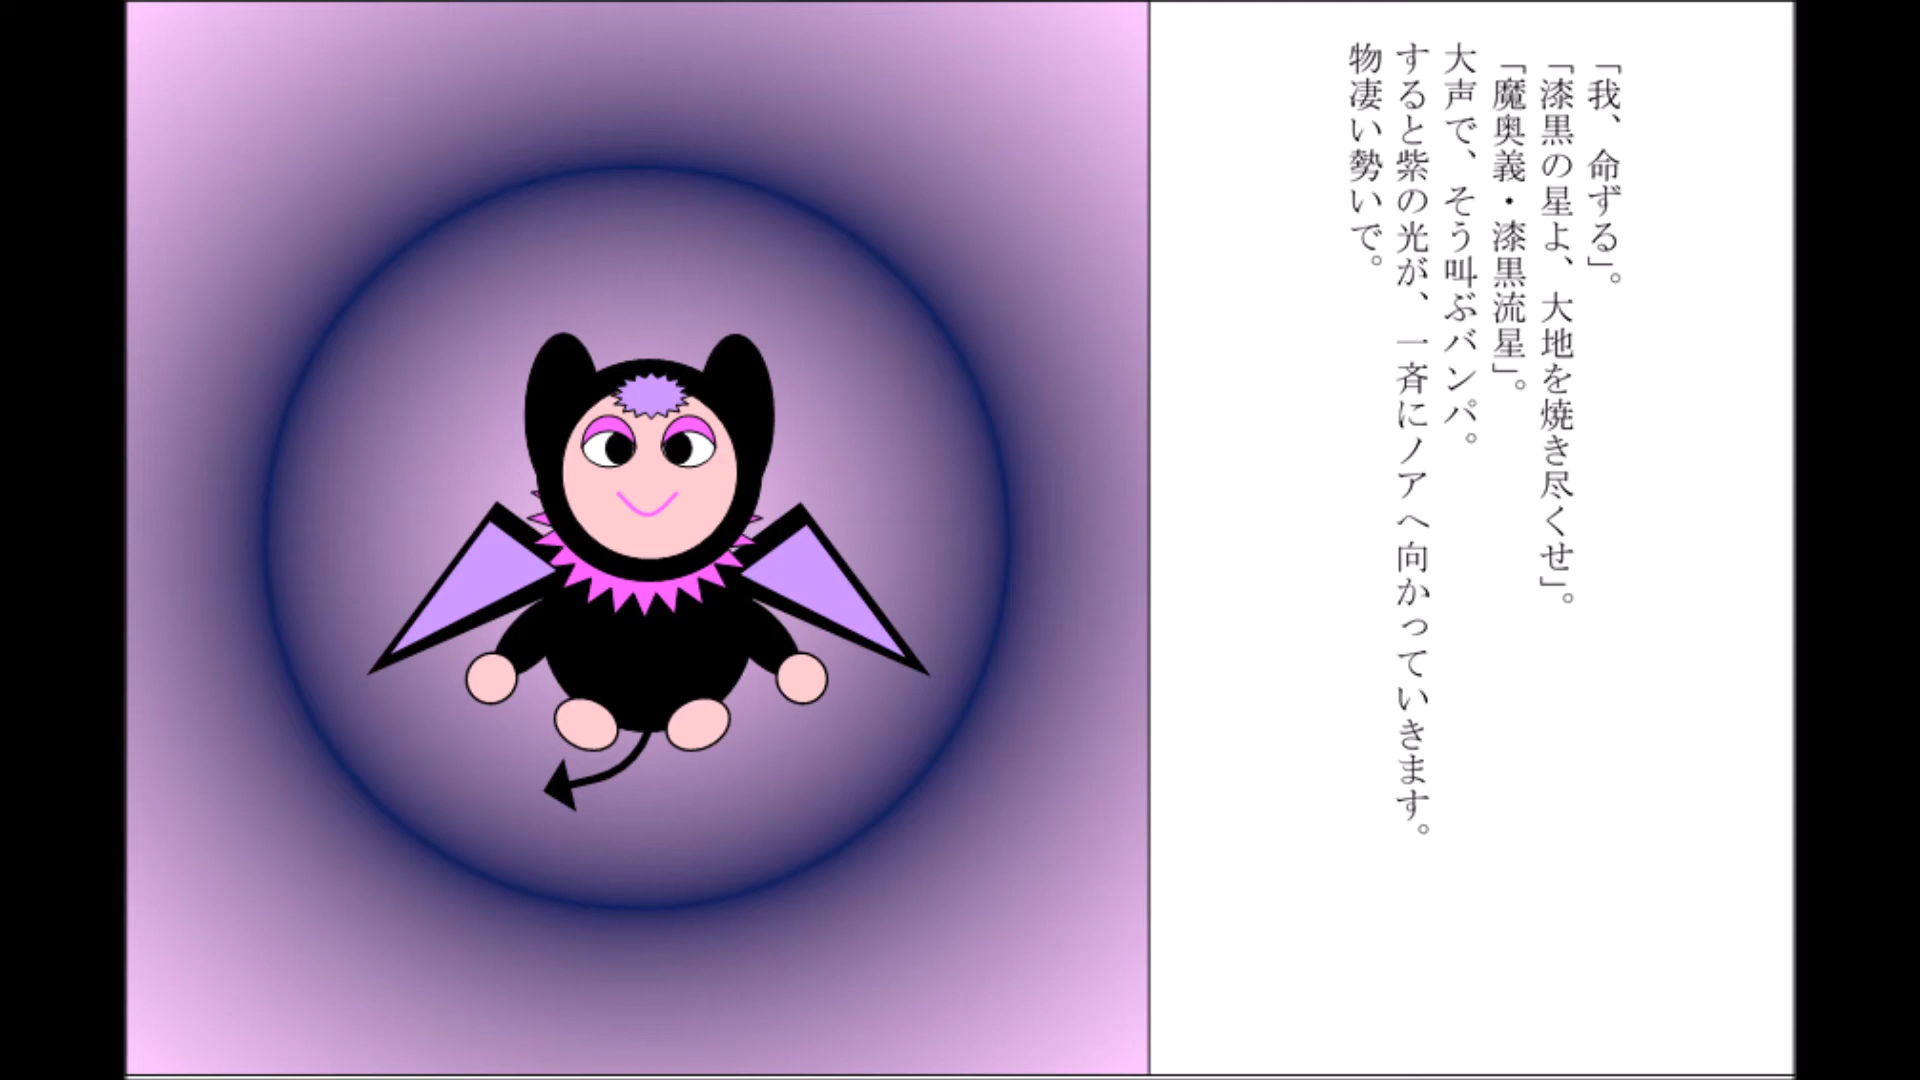 「我、命ずる」。
「漆黒の星よ、大地を焼き尽くせ」。
「魔奥義・漆黒流星」。
大声で、そう叫ぶバンパ。
すると紫の光が、一斉にノアへ向かっていきます。
物凄い勢いで。